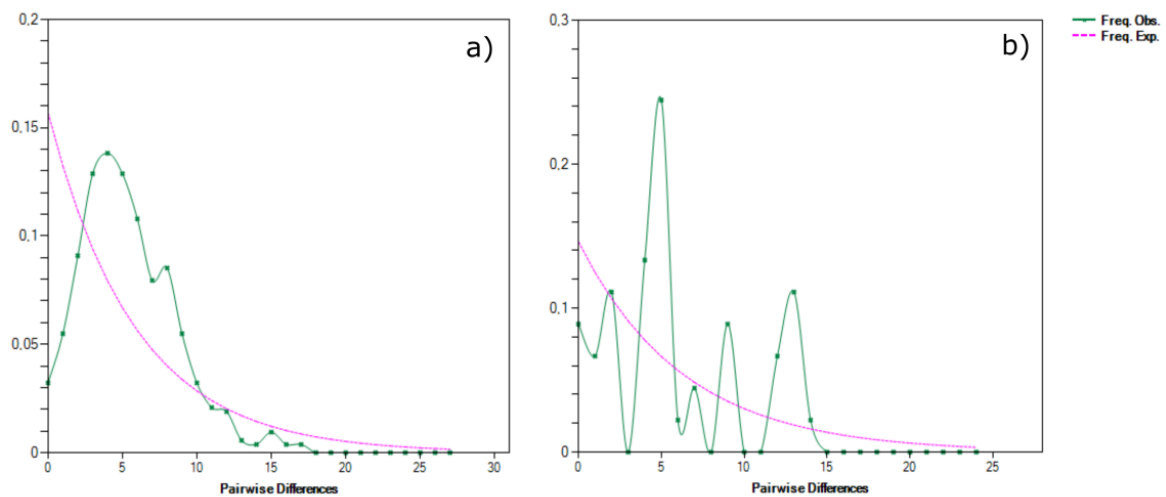 a)
0,2
0,15
0,1
0,05
0
0 5 10 15 20 25 30
Pairwise Differences
b)
0,3
0,2
0,1
0
0 5 10 15 20 25
Pairwise Differences
Freq. Obs.
Freq. Exp.